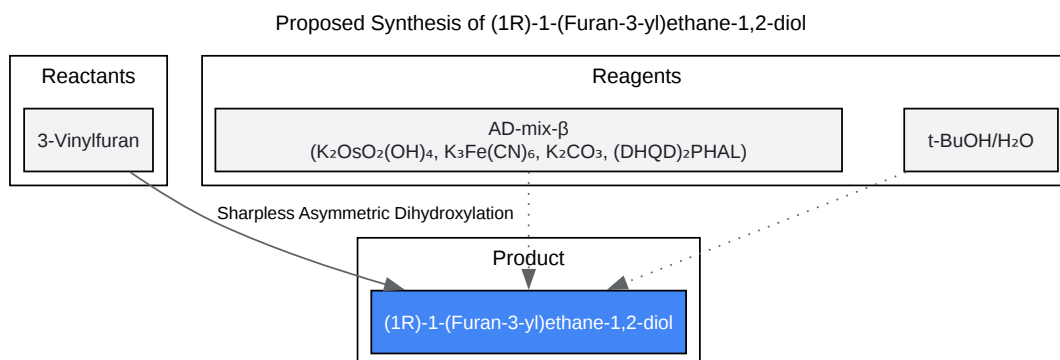 Proposed Synthesis of (1R)-1-(Furan-3-yl)ethane-1,2-diol
Reactants
Reagents
3-Vinylfuran
AD-mix-β
(K₂OsO₂(OH)₄, K₃Fe(CN)₆, K₂CO₃, (DHQD)₂PHAL)
t-BuOH/H₂O
Sharpless Asymmetric Dihydroxylation
Product
(1R)-1-(Furan-3-yl)ethane-1,2-diol